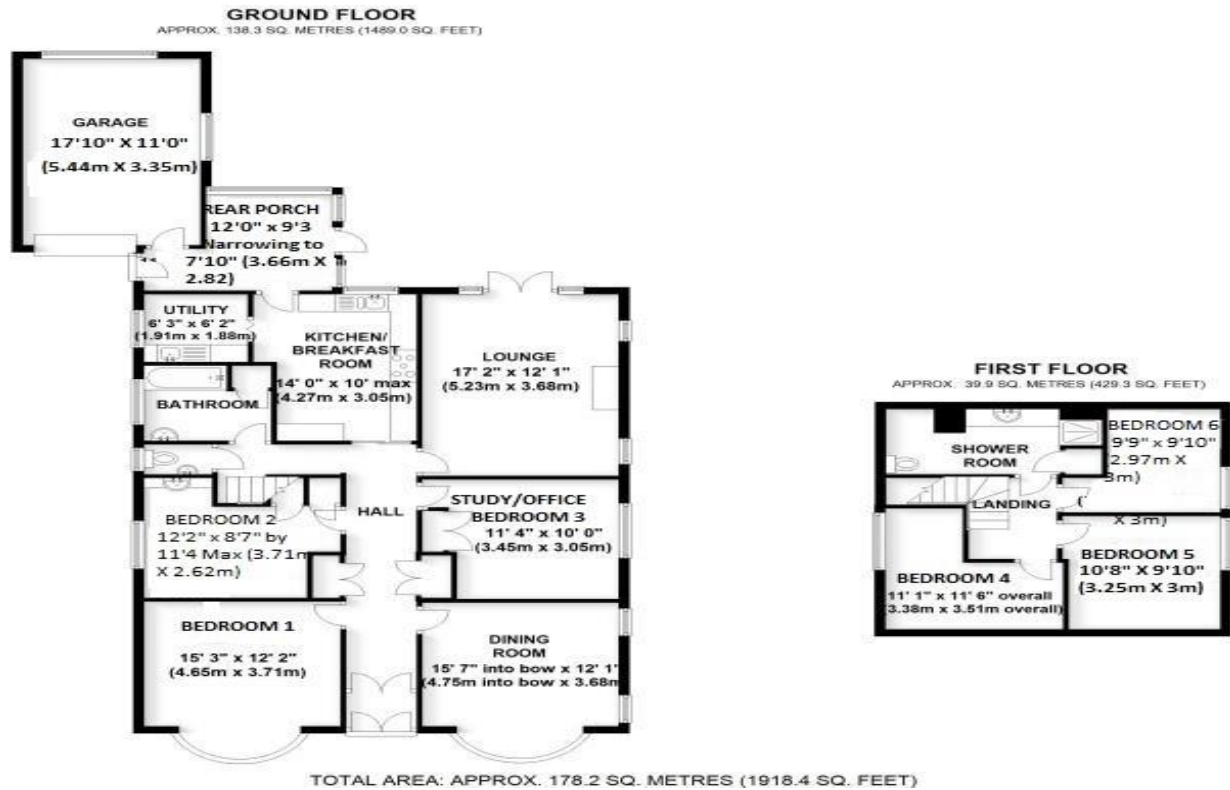 GROUND FLOOR
APPROX. 138.3 SQ. METRES (1489.0 SQ. FEET)
GARAGE
17'10" X 11'0"
(5.44m X 3.35m)
REAR PORCH
12'0" x 9'3
Narrowing to
7'10" (3.66m X
2.82)
UTILITY
6' 3" x 6' 2"
(1.91m x 1.88m)
KITCHEN/
BREAKFAST
ROOM
14' 0" x 10' max
(4.27m x 3.05m)
LOUNGE
17' 2" x 12' 1"
(5.23m x 3.68m)
BATHROOM
HALL
STUDY/OFFICE
BEDROOM 3
11' 4" x 10' 0"
(3.45m x 3.05m)
BEDROOM 2
12'2" x 8'7" by
11'4 Max (3.71m
X 2.62m)
BEDROOM 1
15' 3" x 12' 2"
(4.65m x 3.71m)
DINING
ROOM
15' 7" into bow x 12' 1"
(4.75m into bow x 3.68m
FIRST FLOOR
APPROX. 39.9 SQ. METRES (429.3 SQ. FEET)
SHOWER
ROOM
BEDROOM 6
9'9" x 9'10"
2.97m X
3m)
LANDING
X 3m)
BEDROOM 5
10'8" X 9'10"
(3.25m X 3m)
BEDROOM 4
11' 1" x 11' 6" overall
(3.38m x 3.51m overall)
TOTAL AREA: APPROX. 178.2 SQ. METRES (1918.4 SQ. FEET)